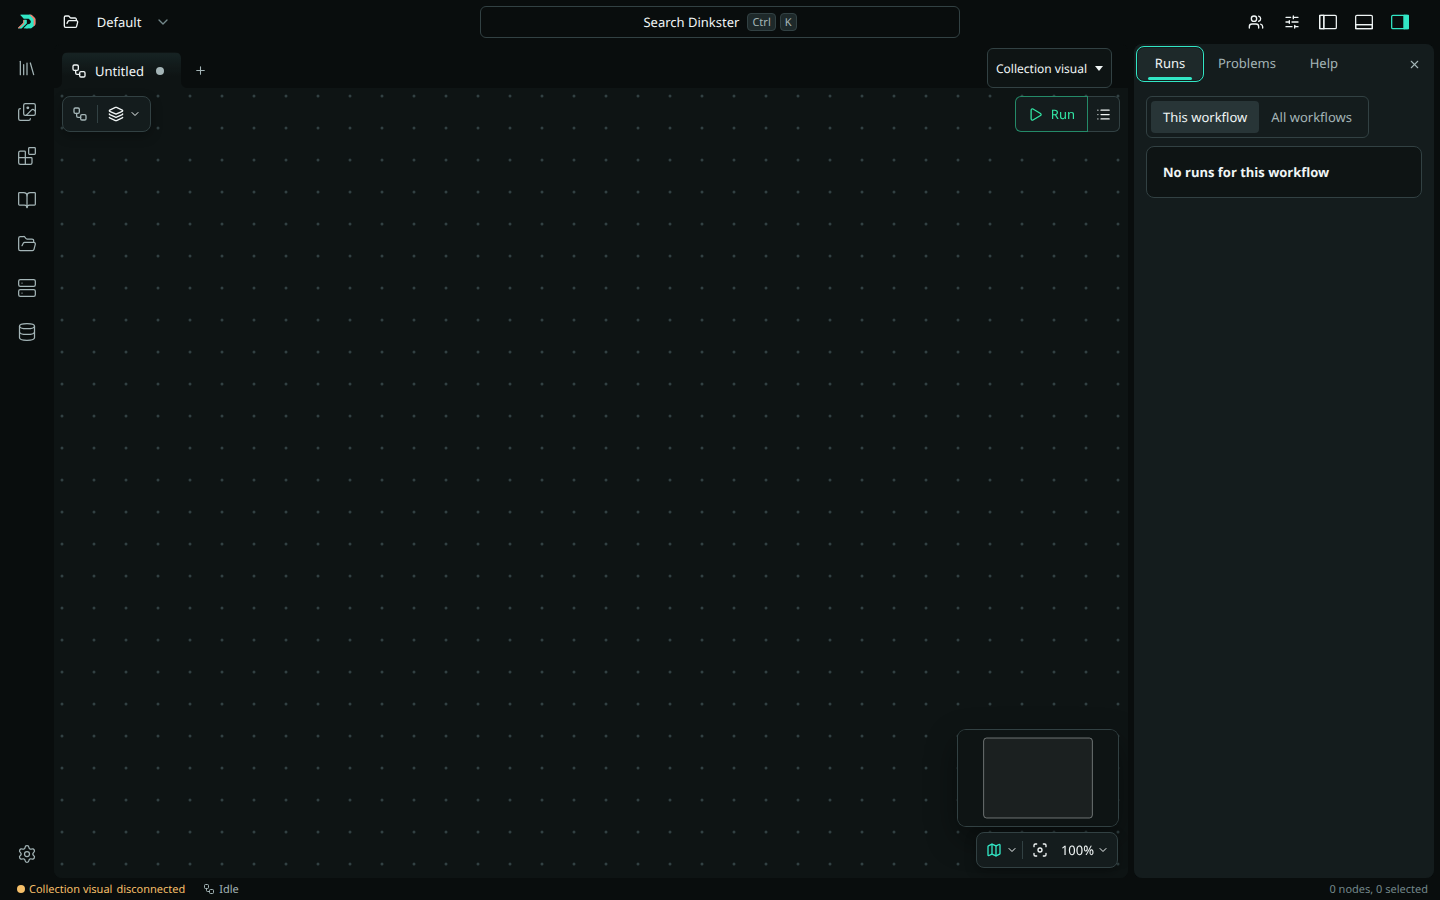 Default
Search Dinkster Ctrl K
Untitled
Collection visual
Run
Runs Problems Help
This workflow All workflows
No runs for this workflow
100%
Collection visual disconnected
Idle
0 nodes, 0 selected